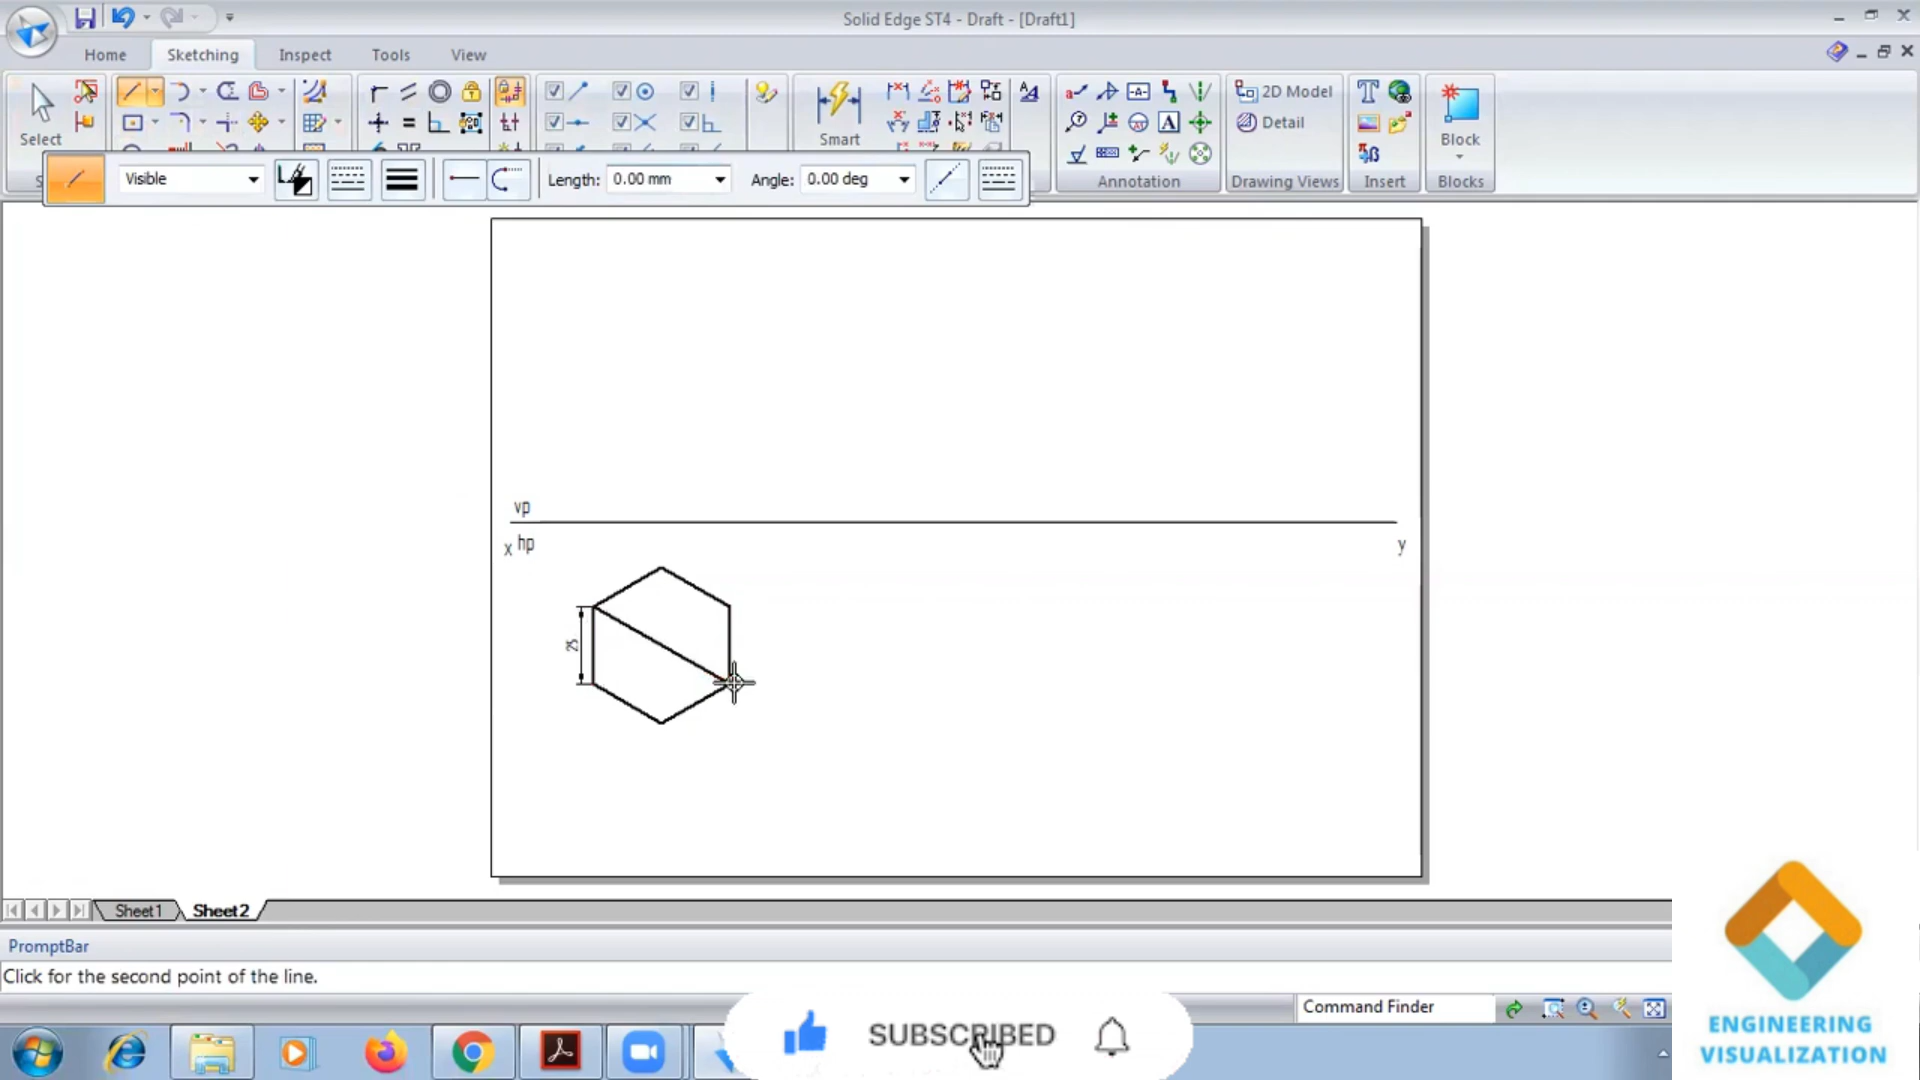 Solid Edge ST4 - Draft - [Draft1]
Home
Sketching
Inspect
Tools
View
Select
Smart
2D Model
Detail
Block
Annotation
Drawing Views
Insert
Blocks
Visible
Length: 0.00 mm
Angle: 0.00 deg
vp
x hp
y
25
Sheet1
Sheet2
PromptBar
Click for the second point of the line.
Command Finder
SUBSCRIBED
ENGINEERING
VISUALIZATION